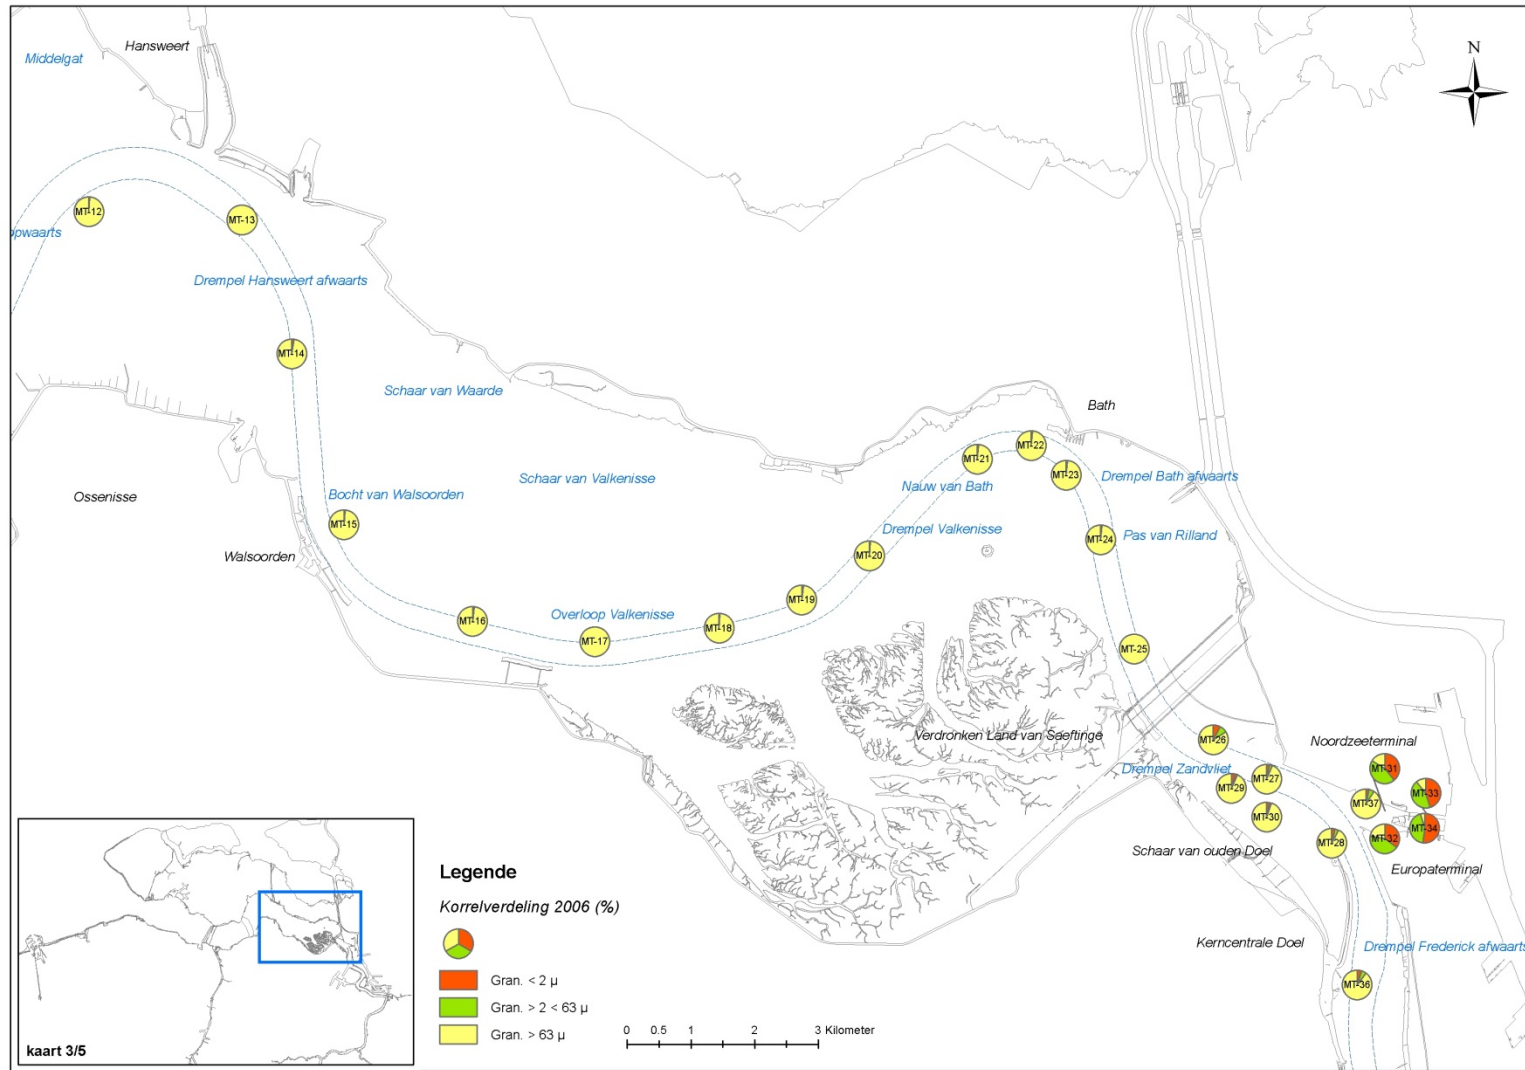 Hansweert
Middelgat
N
MT-12
MT-13
opwaarts
Drempel Hansweert afwaarts
MT-14
Schaar van Waarde
Bath
MT-22
MT-21
MT-23
Drempel Bath afwaarts
Schaar van Valkenisse
Nauw van Bath
Ossenisse
Bocht van Walsoorden
MT-15
Drempel Valkenisse
Pas van Rilland
MT-24
Walsoorden
MT-20
MT-19
Overloop Valkenisse
MT-16
MT-18
MT-17
MT-25
Verdronken Land van Saeftinge
MT-26
Noordzeeterminal
Drempel Zandvliet
MT-31
MT-27
MT-29
MT-33
MT-37
MT-30
MT-34
MT-32
MT-28
Schaar van ouden Doel
Europaterminal
Kerncentrale Doel
Drempel Frederick afwaarts
MT-36
Legende
Korrelverdeling 2006 (%)
Gran. < 2 µ
Gran. > 2 < 63 µ
Gran. > 63 µ
0 0.5 1 2 3 Kilometer
kaart 3/5